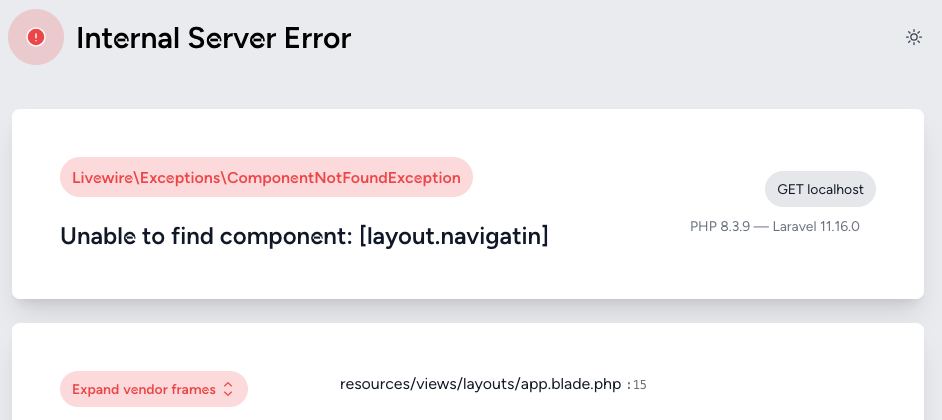 Internal Server Error
Livewire\Exceptions\ComponentNotFoundException
GET localhost
Unable to find component: [layout.navigatin]
PHP 8.3.9 — Laravel 11.16.0
Expand vendor frames
resources/views/layouts/app.blade.php :15